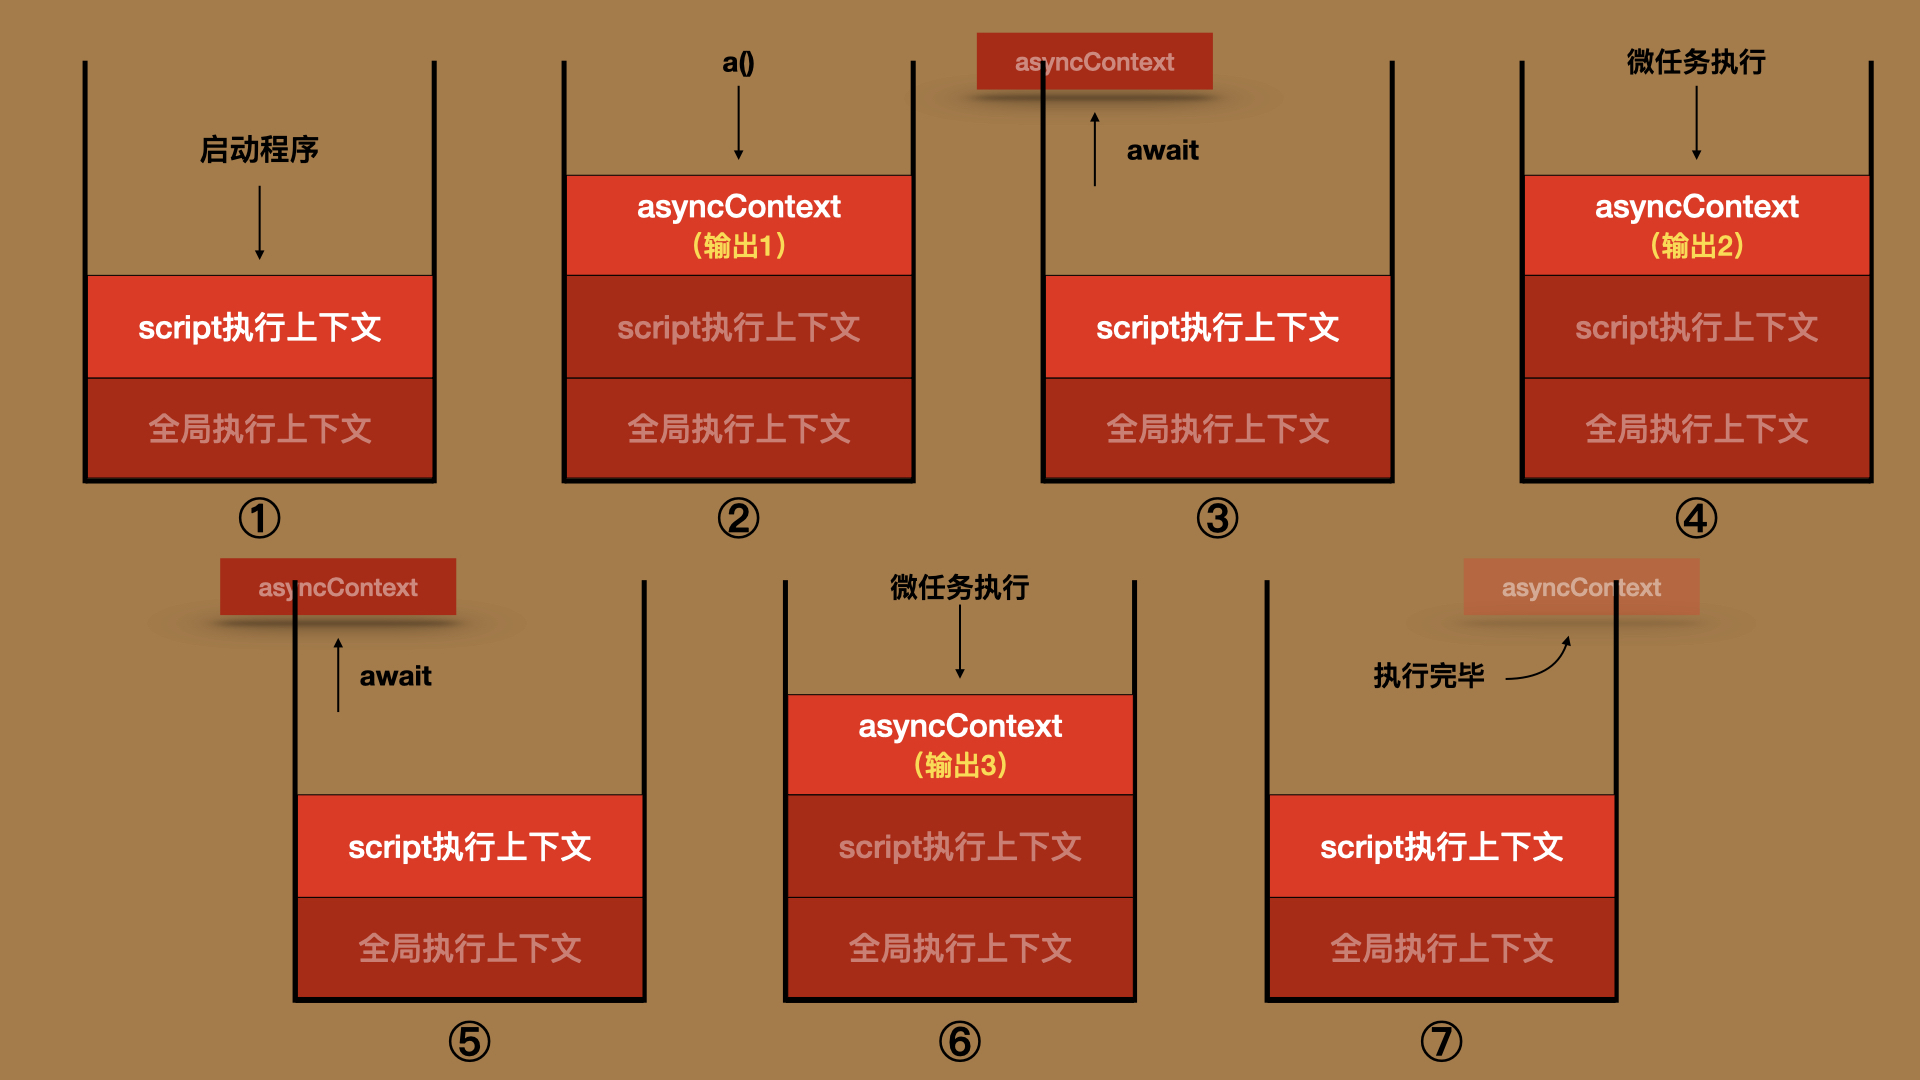 启动程序
script执行上下文
全局执行上下文
①
a()
asyncContext
（输出1）
script执行上下文
全局执行上下文
②
asyncContext
await
script执行上下文
全局执行上下文
③
微任务执行
asyncContext
（输出2）
script执行上下文
全局执行上下文
④
asyncContext
await
script执行上下文
全局执行上下文
⑤
微任务执行
asyncContext
（输出3）
script执行上下文
全局执行上下文
⑥
asyncContext
执行完毕
script执行上下文
全局执行上下文
⑦